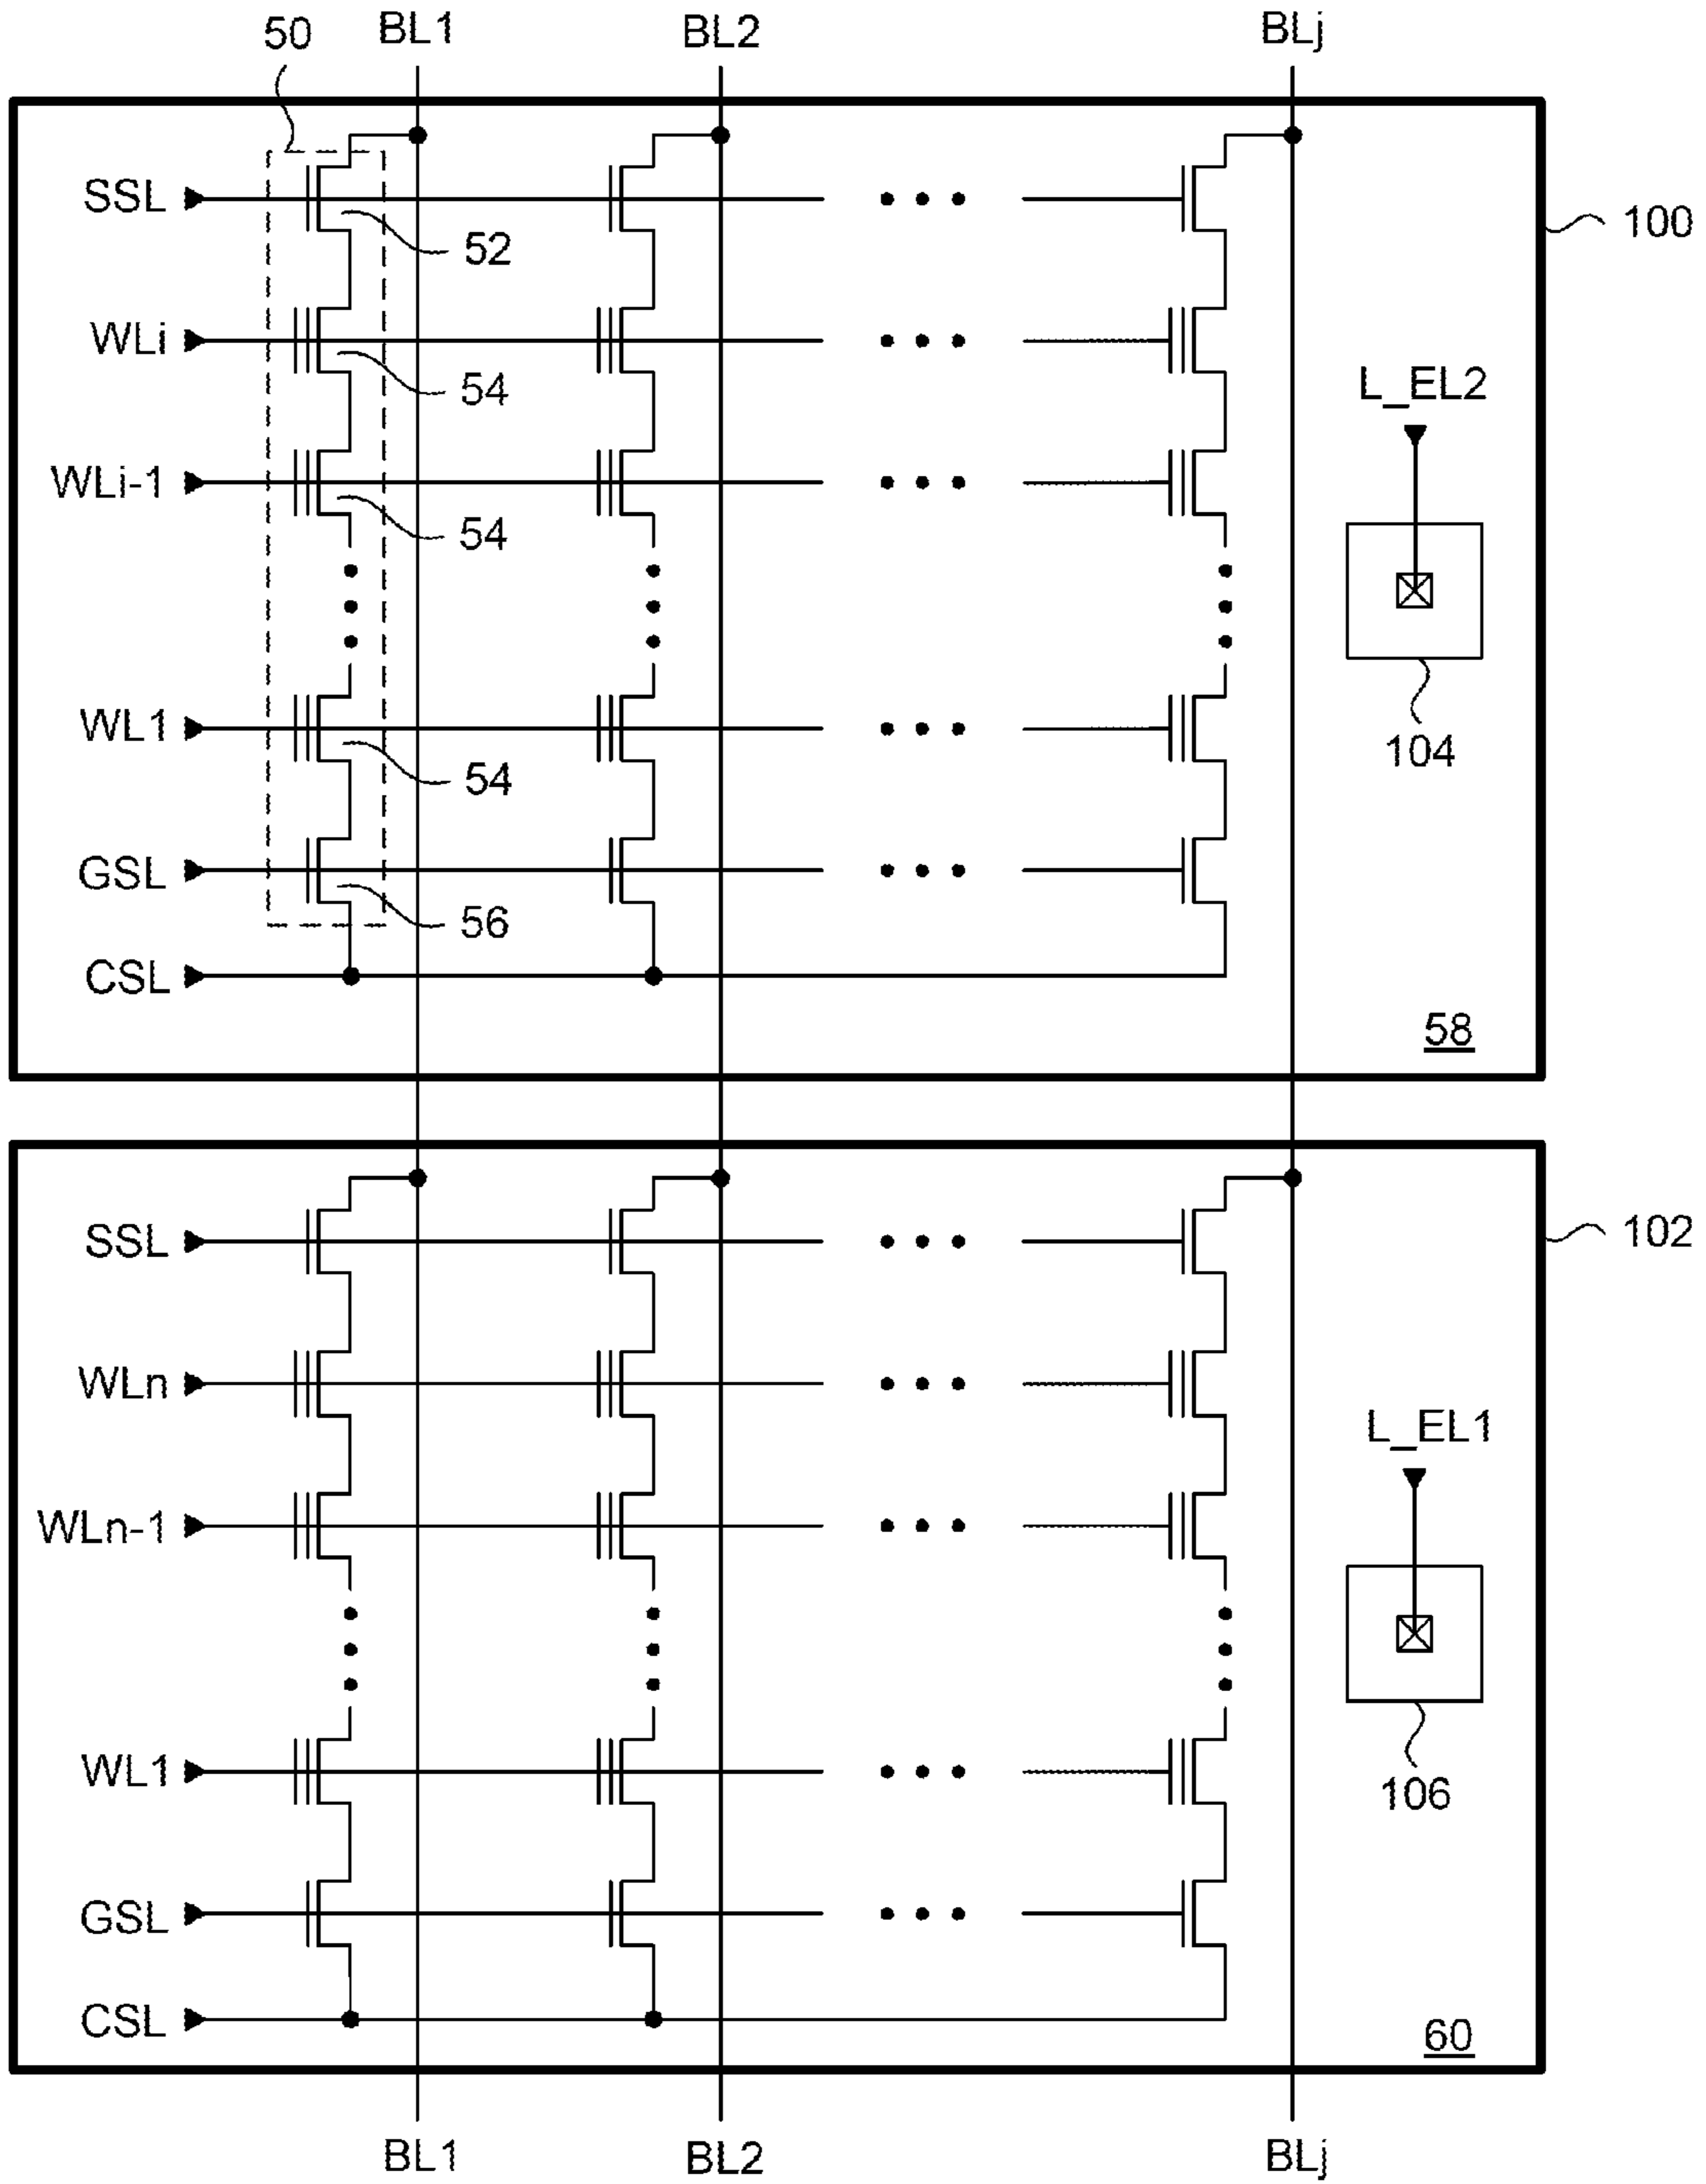 50
BL1
BL2
BLj
SSL
52
100
WLi
54
L_EL2
WLi-1
54
WL1
54
104
GSL
56
CSL
58
SSL
102
WLn
L_EL1
WLn-1
WL1
106
GSL
CSL
60
BL1
BL2
BLj